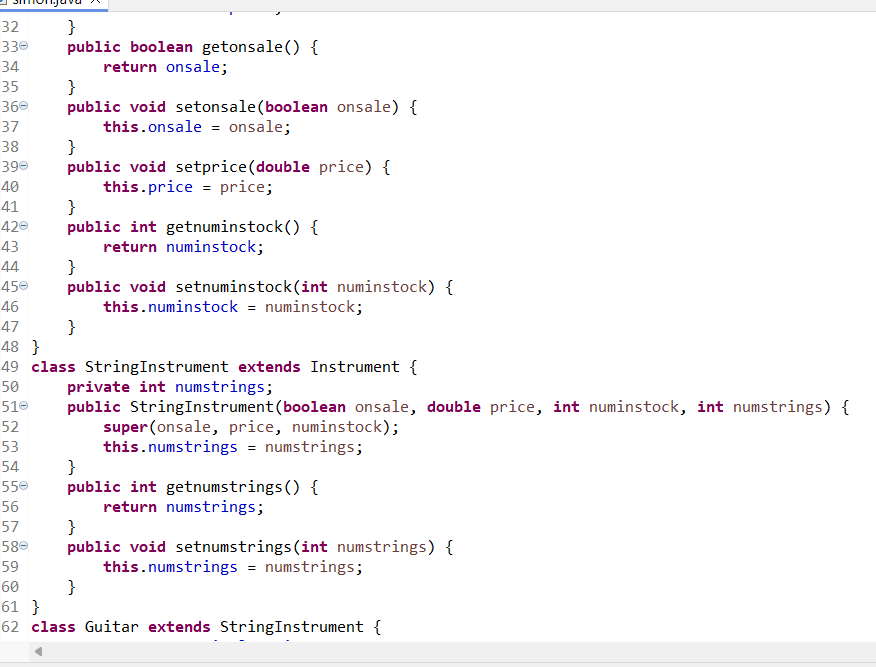 simon.java
32 }
33 public boolean getonsale() {
34 return onsale;
35 }
36 public void setonsale(boolean onsale) {
37 this.onsale = onsale;
38 }
39 public void setprice(double price) {
40 this.price = price;
41 }
42 public int getnuminstock() {
43 return numinstock;
44 }
45 public void setnuminstock(int numinstock) {
46 this.numinstock = numinstock;
47 }
48 }
49 class StringInstrument extends Instrument {
50 private int numstrings;
51 public StringInstrument(boolean onsale, double price, int numinstock, int numstrings) {
52 super(onsale, price, numinstock);
53 this.numstrings = numstrings;
54 }
55 public int getnumstrings() {
56 return numstrings;
57 }
58 public void setnumstrings(int numstrings) {
59 this.numstrings = numstrings;
60 }
61 }
62 class Guitar extends StringInstrument {